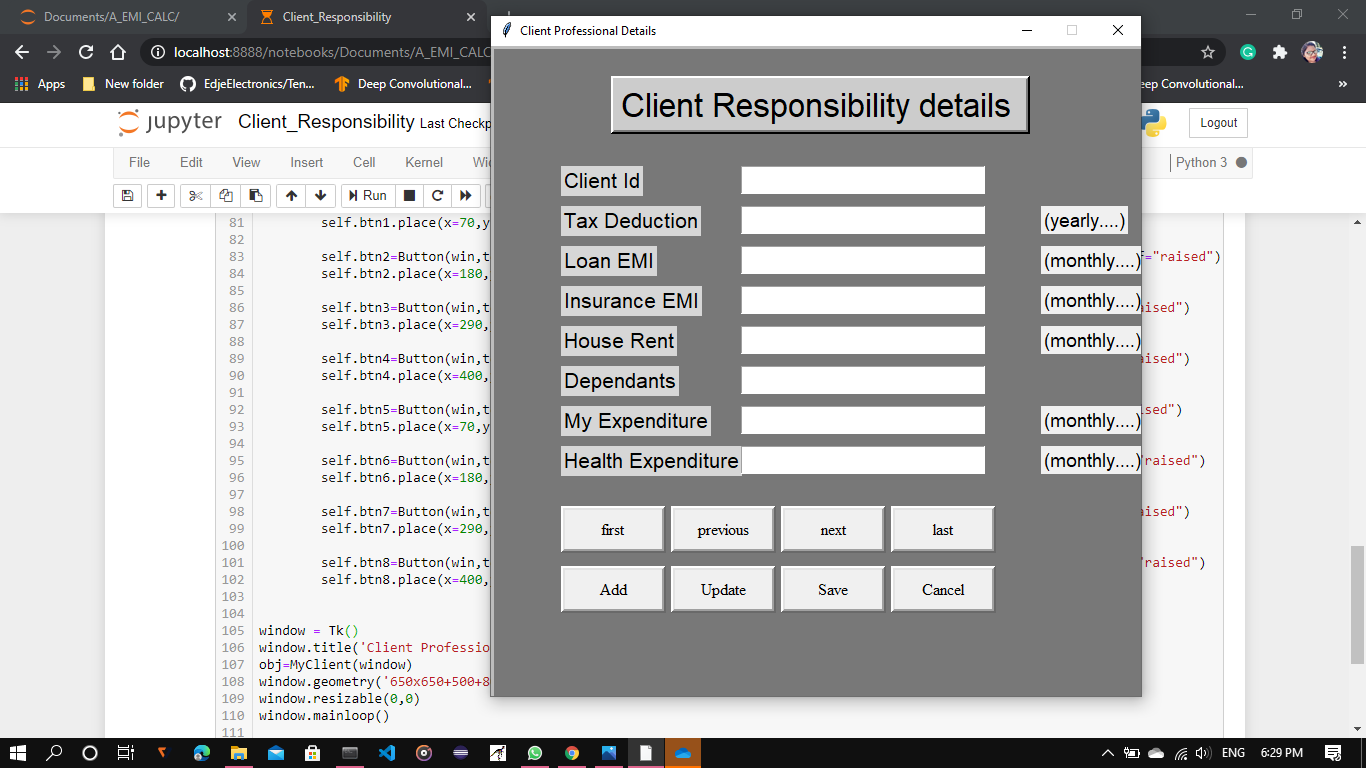 Documents/A_EMI_CALC/
Client_Responsibility
Client Professional Details
localhost:8888/notebooks/Documents/A_EMI_CALC
Apps
New folder
EdjeElectronics/Ten...
Deep Convolutional...
eep Convolutional...
»
jupyter
Client_Responsibility Last Checkp
Logout
File Edit View Insert Cell Kernel Wi
Python 3
Run
Client Responsibility details
Client Id
Tax Deduction (yearly....)
Loan EMI (monthly....)
Insurance EMI (monthly....)
House Rent (monthly....)
Dependants
My Expenditure (monthly....)
Health Expenditure (monthly....)
first previous next last
Add Update Save Cancel
81 self.btn1.place(x=70,y
82
83 self.btn2=Button(win,t ="raised")
84 self.btn2.place(x=180,
85
86 self.btn3=Button(win,t aised")
87 self.btn3.place(x=290,
88
89 self.btn4=Button(win,t aised")
90 self.btn4.place(x=400,
91
92 self.btn5=Button(win,t sed")
93 self.btn5.place(x=70,y
94
95 self.btn6=Button(win,t raised")
96 self.btn6.place(x=180,
97
98 self.btn7=Button(win,t aised")
99 self.btn7.place(x=290,
100
101 self.btn8=Button(win,t "raised")
102 self.btn8.place(x=400,
103
104
105 window = Tk()
106 window.title('Client Professio
107 obj=MyClient(window)
108 window.geometry('650x650+500+8
109 window.resizable(0,0)
110 window.mainloop()
111
ENG 6:29 PM